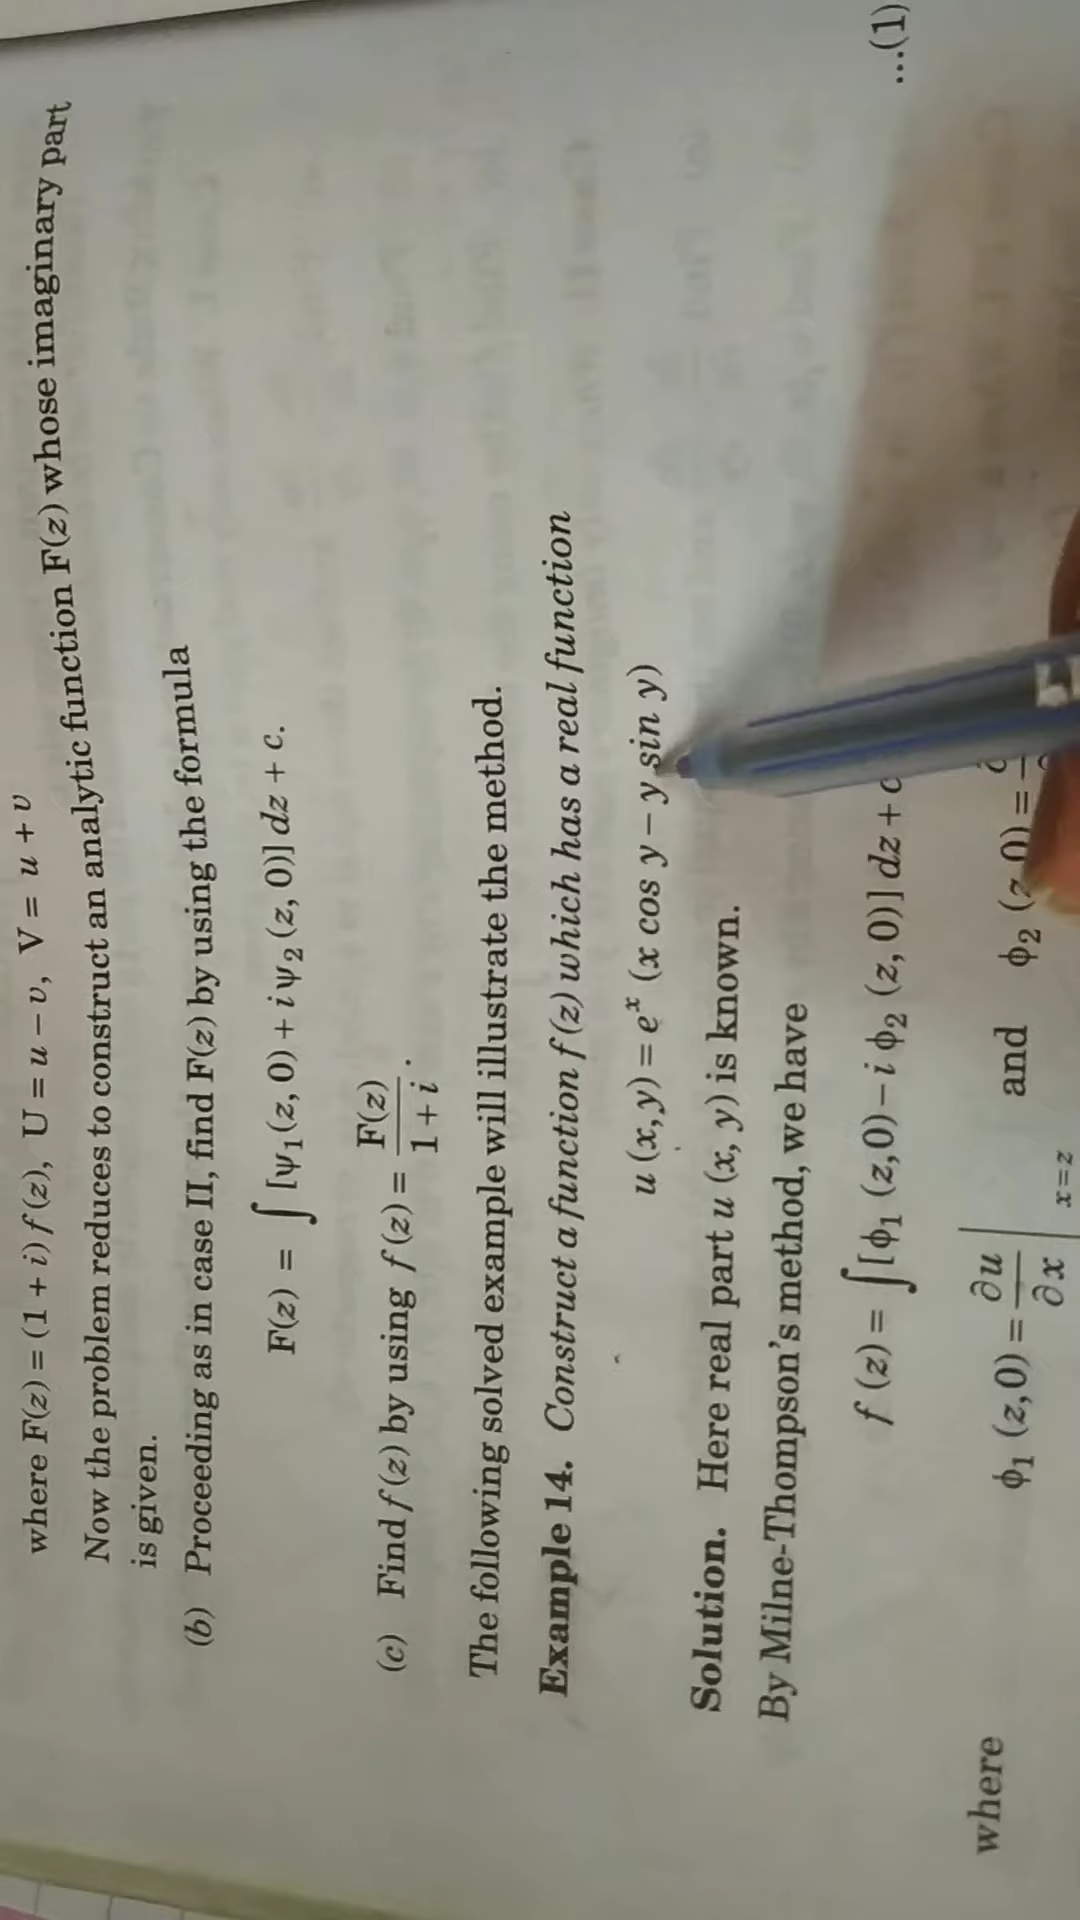 where F(z) = (1 + i) f (z), U = u − v, V = u + v
Now the problem reduces to construct an analytic function F(z) whose imaginary part
is given.
(b) Proceeding as in case II, find F(z) by using the formula
F(z) = ∫ [ψ₁(z, 0) + i ψ₂(z, 0)] dz + c.
(c) Find f (z) by using f (z) = F(z)/(1 + i).
The following solved example will illustrate the method.
Example 14. Construct a function f (z) which has a real function
u (x, y) = eˣ (x cos y − y sin y)
Solution. Here real part u (x, y) is known.
By Milne-Thompson's method, we have
f (z) = ∫ [ϕ₁ (z,0) − i ϕ₂ (z, 0)] dz + c ...(1)
where ϕ₁ (z,0) = ∂u/∂x | x = z and ϕ₂ (z, 0) =